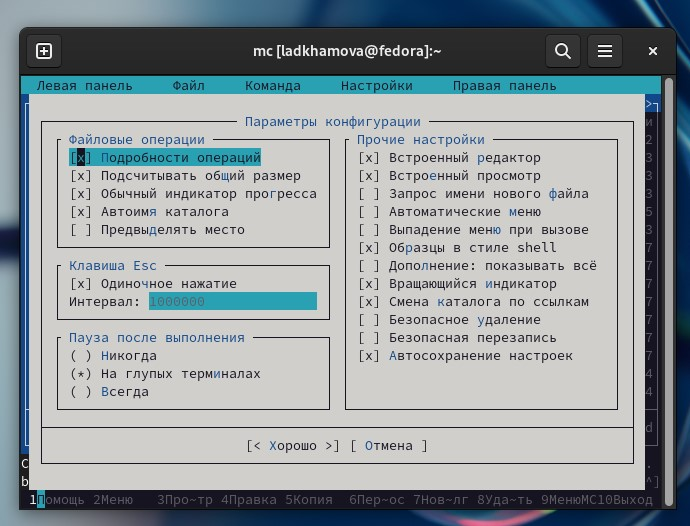 mc [ladkhamova@fedora]:~
Левая панель Файл Команда Настройки Правая панель
Параметры конфигурации
Файловые операции
[x] Подробности операций
[x] Подсчитывать общий размер
[x] Обычный индикатор прогресса
[x] Автоимя каталога
[ ] Предвыделять место
Клавиша Esc
[x] Одиночное нажатие
Интервал: 1000000
Пауза после выполнения
( ) Никогда
(*) На глупых терминалах
( ) Всегда
Прочие настройки
[x] Встроенный редактор
[x] Встроенный просмотр
[ ] Запрос имени нового файла
[ ] Автоматические меню
[ ] Выпадение меню при вызове
[x] Образцы в стиле shell
[ ] Дополнение: показывать всё
[x] Вращающийся индикатор
[x] Смена каталога по ссылкам
[ ] Безопасное удаление
[ ] Безопасная перезапись
[x] Автосохранение настроек
[< Хорошо >] [ Отмена ]
1Помощь 2Меню 3Про~тр 4Правка 5Копия 6Пер~ос 7Нов~лг 8Уда~ть 9МенюMC10Выход